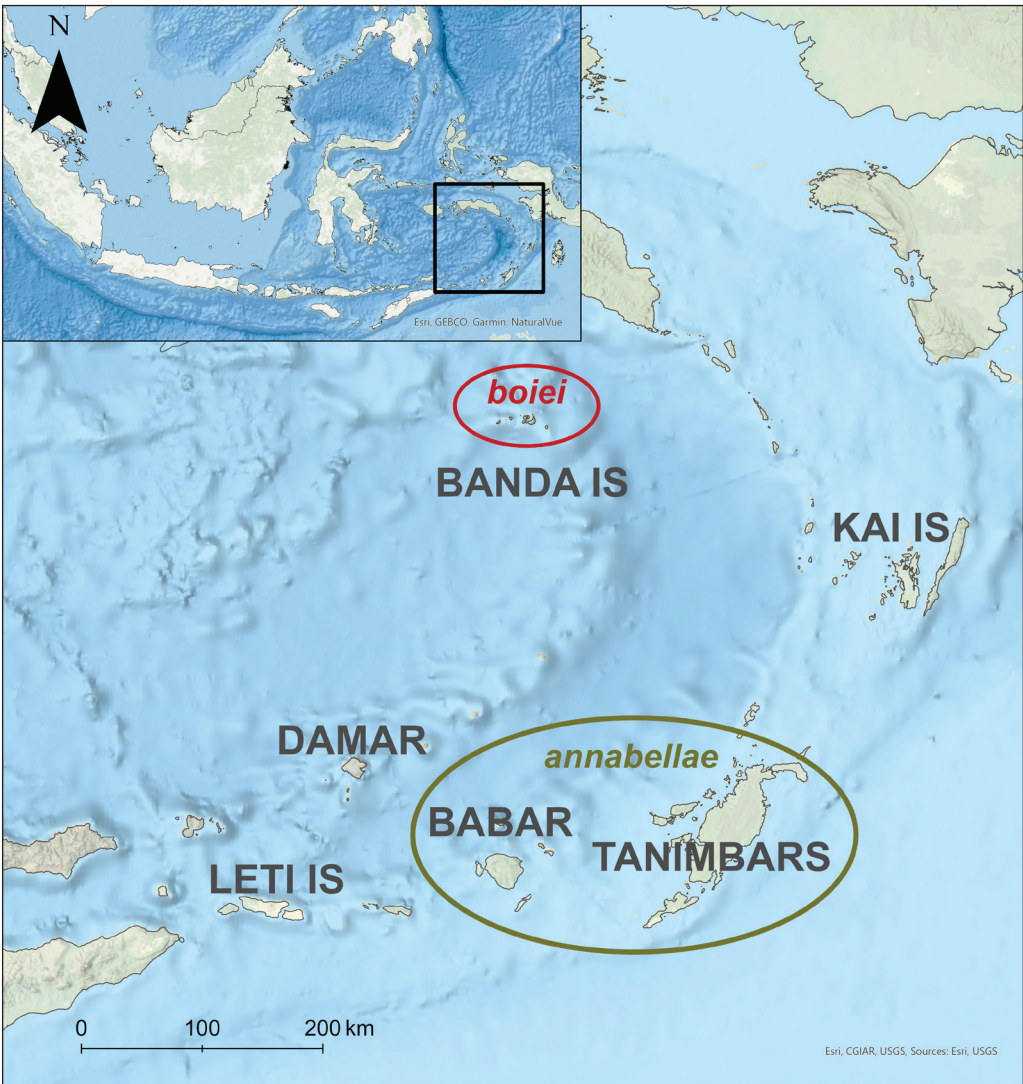 N
Esri, GEBCO, Garmin, NaturalVue
boiei
BANDA IS
KAI IS
DAMAR
annabellae
BABAR
TANIMBARS
LETI IS
0 100 200 km
Esri, CGIAR, USGS, Sources: Esri, USGS